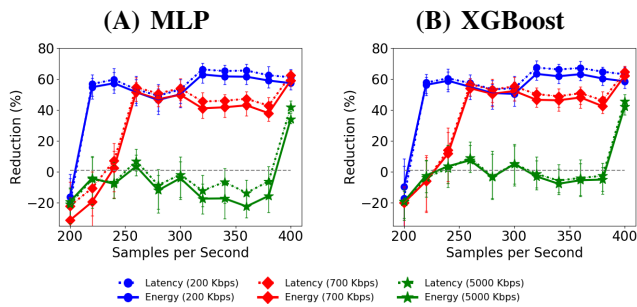 (A) MLP
(B) XGBoost
Reduction (%)
80
60
40
20
0
−20
200
250
300
350
400
Samples per Second
Reduction (%)
80
60
40
20
0
−20
200
250
300
350
400
Samples per Second
Latency (200 Kbps)
Latency (700 Kbps)
Latency (5000 Kbps)
Energy (200 Kbps)
Energy (700 Kbps)
Energy (5000 Kbps)